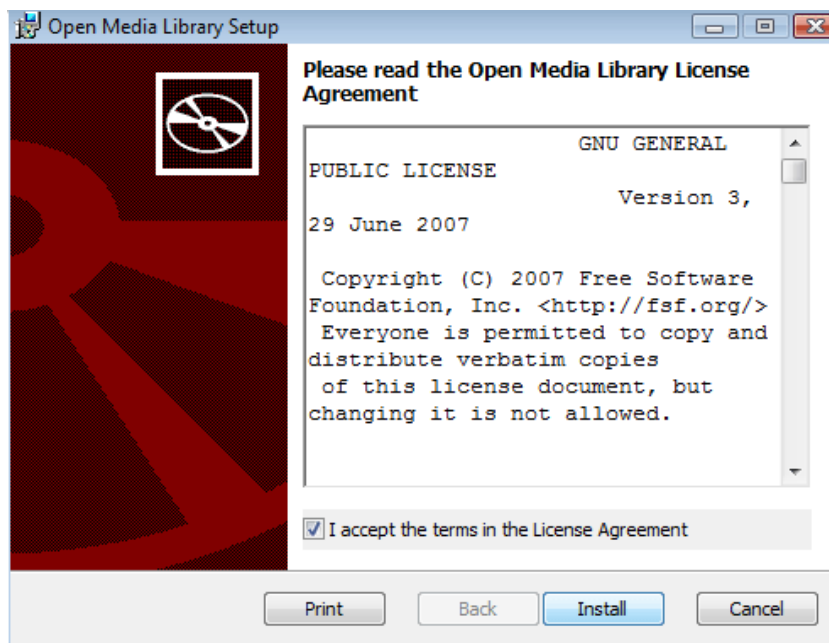 Open Media Library Setup
Please read the Open Media Library License
Agreement
GNU GENERAL
PUBLIC LICENSE
Version 3,
29 June 2007
Copyright (C) 2007 Free Software
Foundation, Inc. <http://fsf.org/>
Everyone is permitted to copy and
distribute verbatim copies
of this license document, but
changing it is not allowed.
I accept the terms in the License Agreement
Print Back Install Cancel